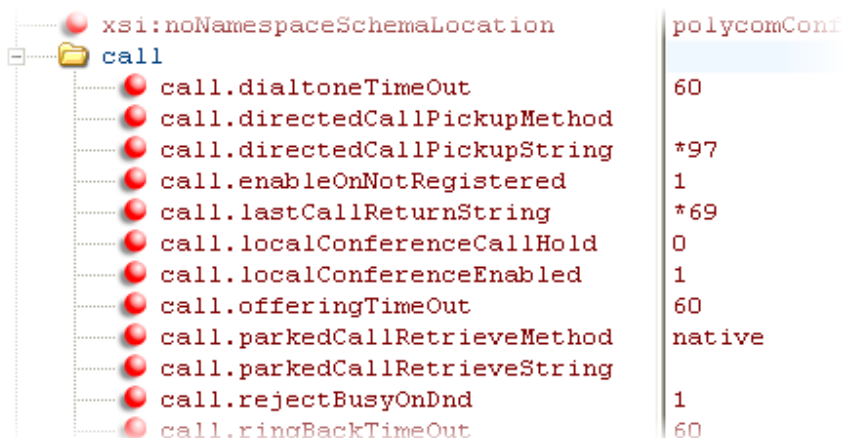 xsi:noNamespaceSchemaLocation polycomConf
call
call.dialtoneTimeOut 60
call.directedCallPickupMethod
call.directedCallPickupString *97
call.enableOnNotRegistered 1
call.lastCallReturnString *69
call.localConferenceCallHold 0
call.localConferenceEnabled 1
call.offeringTimeOut 60
call.parkedCallRetrieveMethod native
call.parkedCallRetrieveString
call.rejectBusyOnDnd 1
call.ringBackTimeOut 60